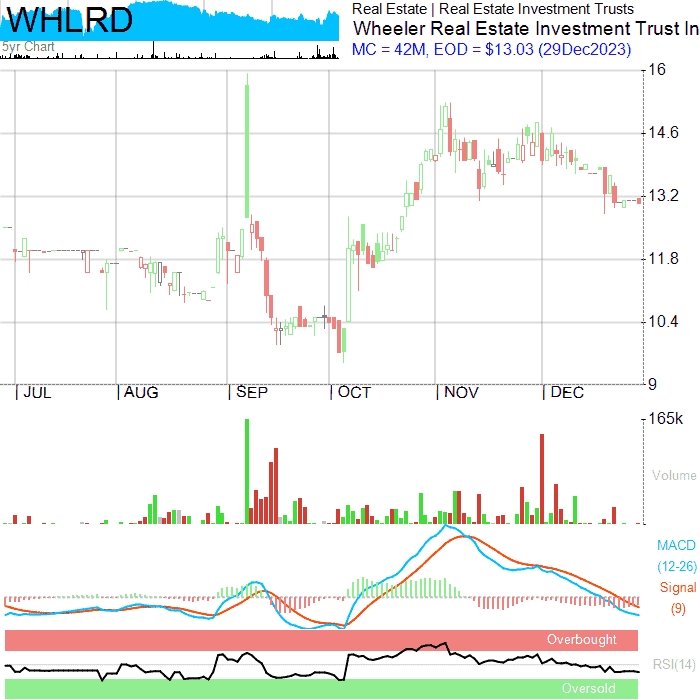 WHLRD
5yr Chart
Real Estate | Real Estate Investment Trusts
Wheeler Real Estate Investment Trust In
MC = 42M, EOD = $13.03 (29Dec2023)
16
14.6
13.2
11.8
10.4
9
JUL
AUG
SEP
OCT
NOV
DEC
165k
Volume
MACD
(12-26)
Signal
(9)
Overbought
RSI(14)
Oversold